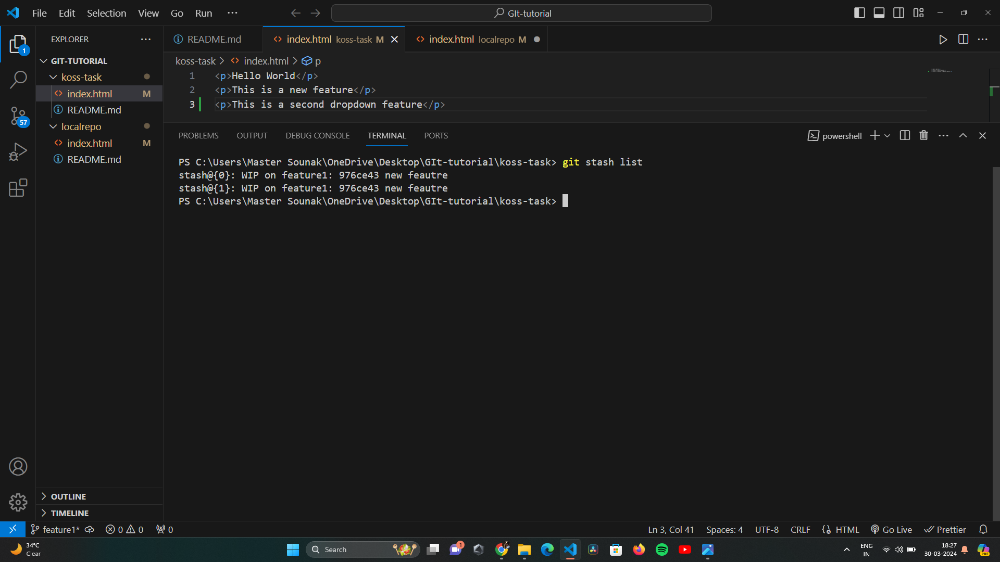 File Edit Selection View Go Run ··· GIt-tutorial
EXPLORER ···
GIT-TUTORIAL
koss-task
index.html M
README.md
localrepo
index.html M
README.md
OUTLINE
TIMELINE
1
57
README.md index.html koss-task M index.html localrepo M
koss-task > index.html > p
1 <p>Hello World</p>
2 <p>This is a new feature</p>
3 <p>This is a second dropdown feature</p>
PROBLEMS OUTPUT DEBUG CONSOLE TERMINAL PORTS powershell
PS C:\Users\Master Sounak\OneDrive\Desktop\GIt-tutorial\koss-task> git stash list
stash@{0}: WIP on feature1: 976ce43 new feautre
stash@{1}: WIP on feature1: 976ce43 new feautre
PS C:\Users\Master Sounak\OneDrive\Desktop\GIt-tutorial\koss-task>
feature1* 0 0 0 Ln 3, Col 41 Spaces: 4 UTF-8 CRLF HTML Go Live Prettier
34°C
Clear
Search
1
ENG
IN
18:27
30-03-2024
PRE